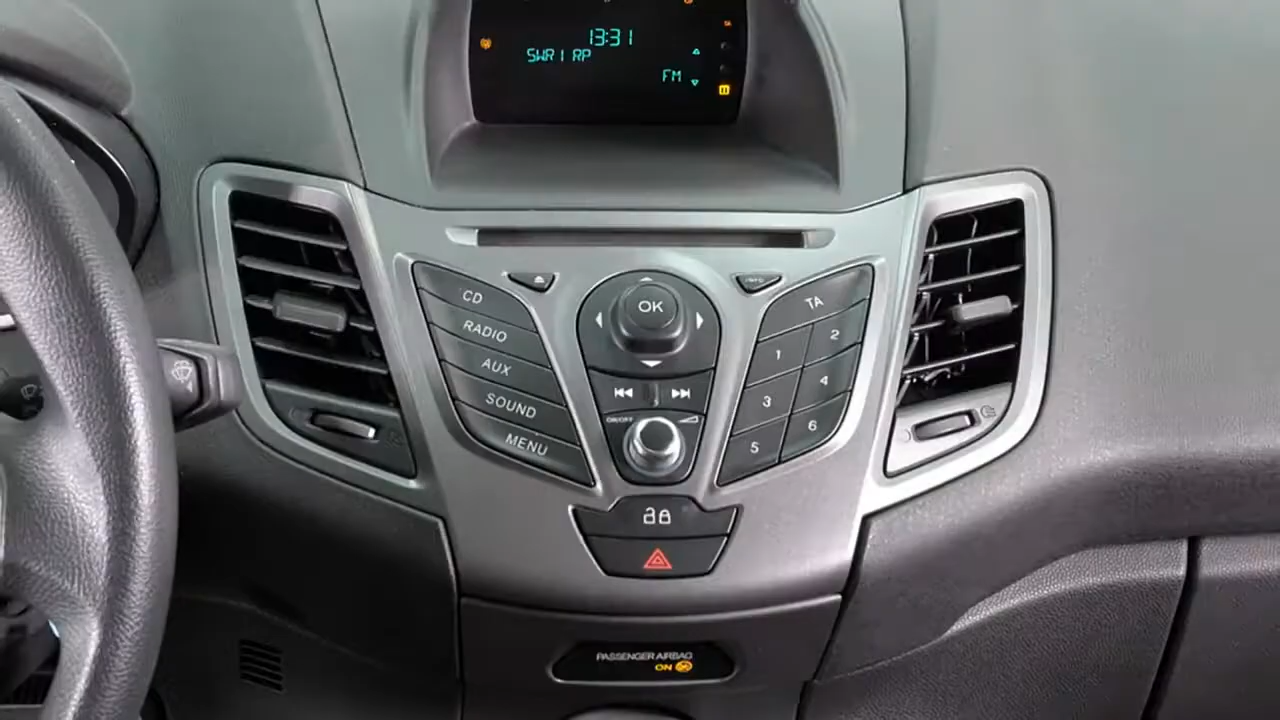 13:31
SWR1 RP
FM
CD
RADIO
AUX
SOUND
MENU
OK
ON/OFF
INFO
TA
1
2
3
4
5
6
PASSENGER AIRBAG
ON